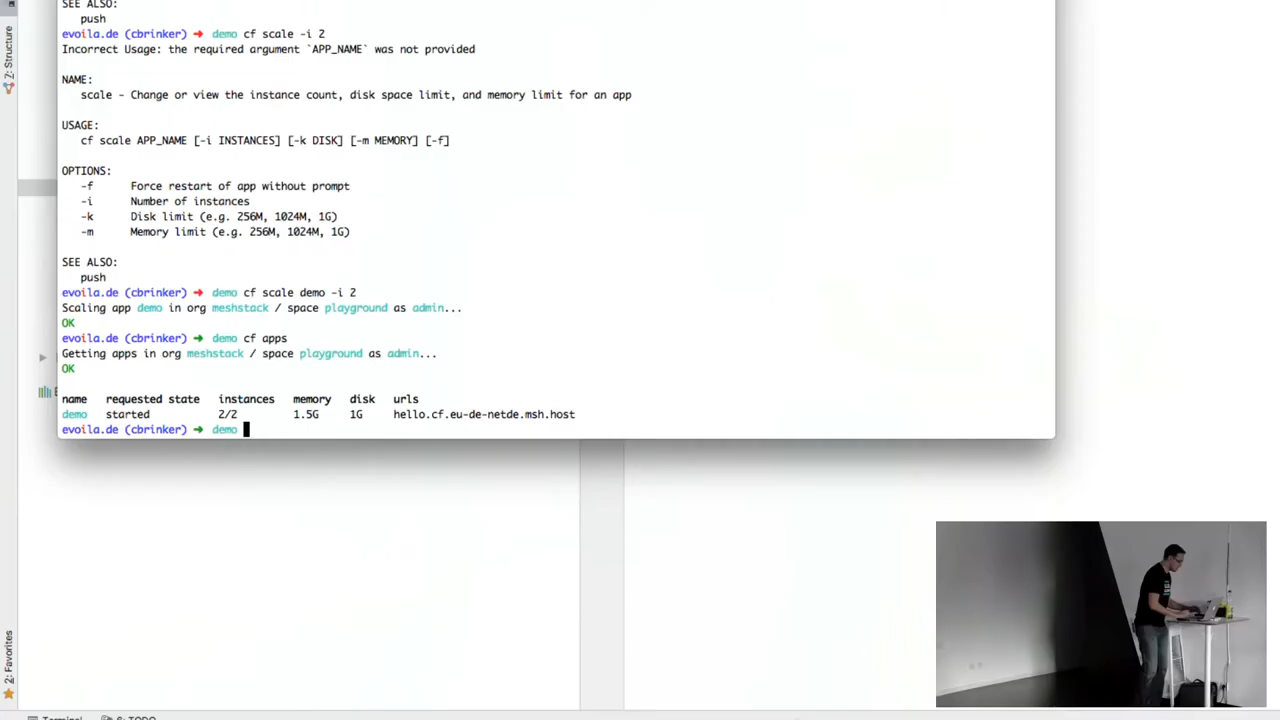 SEE ALSO:
push
evoila.de (cbrinker) ➜ demo cf scale -i 2
Incorrect Usage: the required argument `APP_NAME` was not provided
NAME:
scale - Change or view the instance count, disk space limit, and memory limit for an app
USAGE:
cf scale APP_NAME [-i INSTANCES] [-k DISK] [-m MEMORY] [-f]
OPTIONS:
-f Force restart of app without prompt
-i Number of instances
-k Disk limit (e.g. 256M, 1024M, 1G)
-m Memory limit (e.g. 256M, 1024M, 1G)
SEE ALSO:
push
evoila.de (cbrinker) ➜ demo cf scale demo -i 2
Scaling app demo in org meshstack / space playground as admin...
OK
evoila.de (cbrinker) ➜ demo cf apps
Getting apps in org meshstack / space playground as admin...
OK
name requested state instances memory disk urls
demo started 2/2 1.5G 1G hello.cf.eu-de-netde.msh.host
evoila.de (cbrinker) ➜ demo
Z: Structure
2: Favorites
Terminal 6: TODO